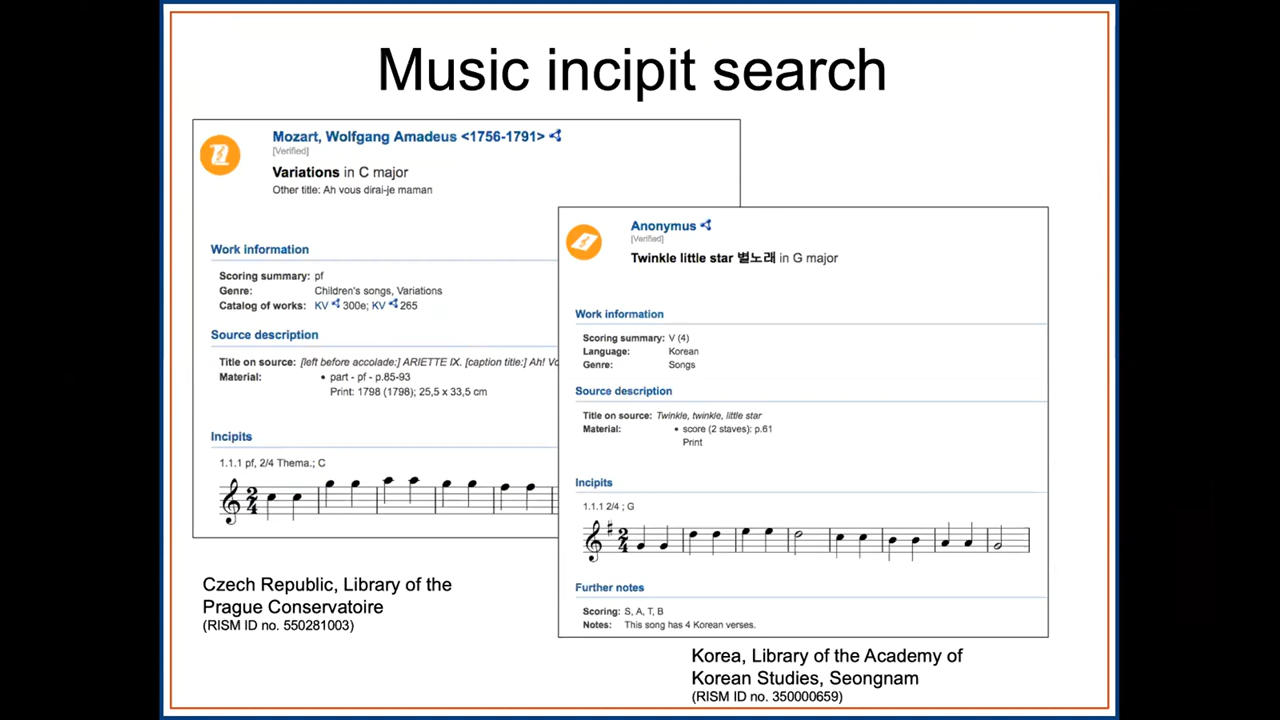 Music incipit search
Mozart, Wolfgang Amadeus <1756-1791>
[Verified]
Variations in C major
Other title: Ah vous dirai-je maman
Work information
Scoring summary: pf
Genre: Children's songs, Variations
Catalog of works: KV 300e; KV 265
Source description
Title on source: [left before accolade:] ARIETTE IX. [caption title:] Ah!
Material: • part - pf - p.85-93
Print: 1798 (1798); 25,5 x 33,5 cm
Incipits
1.1.1 pf, 2/4 Thema.; C
2
4
Czech Republic, Library of the
Prague Conservatoire
(RISM ID no. 550281003)
Anonymus
[Verified]
Twinkle little star 별노래 in G major
Work information
Scoring summary: V (4)
Language: Korean
Genre: Songs
Source description
Title on source: Twinkle, twinkle, little star
Material: • score (2 staves): p.61
Print
Incipits
1.1.1 2/4 ; G
2
4
Further notes
Scoring: S, A, T, B
Notes: This song has 4 Korean verses.
Korea, Library of the Academy of
Korean Studies, Seongnam
(RISM ID no. 350000659)